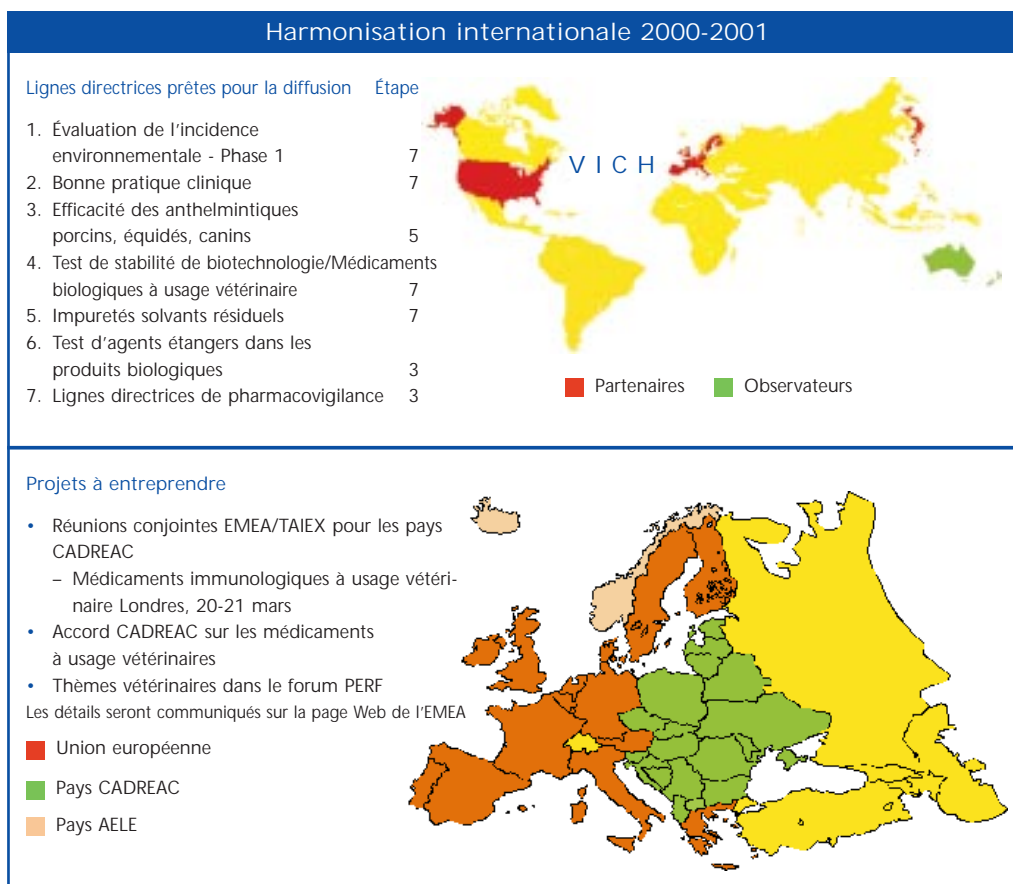 Harmonisation internationale 2000-2001
Lignes directrices prêtes pour la diffusion Étape
1. Évaluation de l'incidence
environnementale - Phase 1 7
2. Bonne pratique clinique 7
3. Efficacité des anthelmintiques
porcins, équidés, canins 5
4. Test de stabilité de biotechnologie/Médicaments
biologiques à usage vétérinaire 7
5. Impuretés solvants résiduels 7
6. Test d'agents étangers dans les
produits biologiques 3
7. Lignes directrices de pharmacovigilance 3
VICH
Partenaires Observateurs
Projets à entreprendre
• Réunions conjointes EMEA/TAIEX pour les pays
CADREAC
– Médicaments immunologiques à usage vétéri-
naire Londres, 20-21 mars
• Accord CADREAC sur les médicaments
à usage vétérinaires
• Thèmes vétérinaires dans le forum PERF
Les détails seront communiqués sur la page Web de l'EMEA
Union européenne
Pays CADREAC
Pays AELE